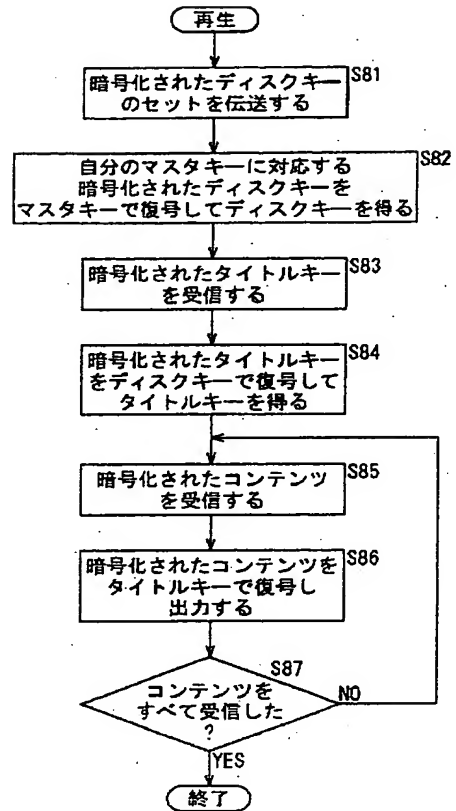 再生
暗号化されたディスクキー
のセットを伝送する
S81
自分のマスタキーに対応する
暗号化されたディスクキーを
マスタキーで復号してディスクキーを得る
S82
暗号化されたタイトルキー
を受信する
S83
暗号化されたタイトルキー
をディスクキーで復号して
タイトルキーを得る
S84
暗号化されたコンテンツ
を受信する
S85
暗号化されたコンテンツを
タイトルキーで復号し
出力する
S86
S87
コンテンツを
すべて受信した
?
NO
YES
終了